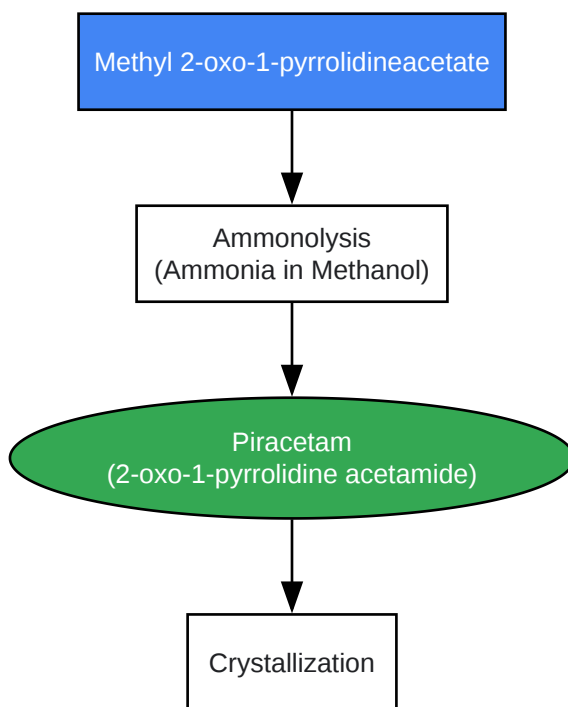 Methyl 2-oxo-1-pyrrolidineacetate
Ammonolysis
(Ammonia in Methanol)
Piracetam
(2-oxo-1-pyrrolidine acetamide)
Crystallization